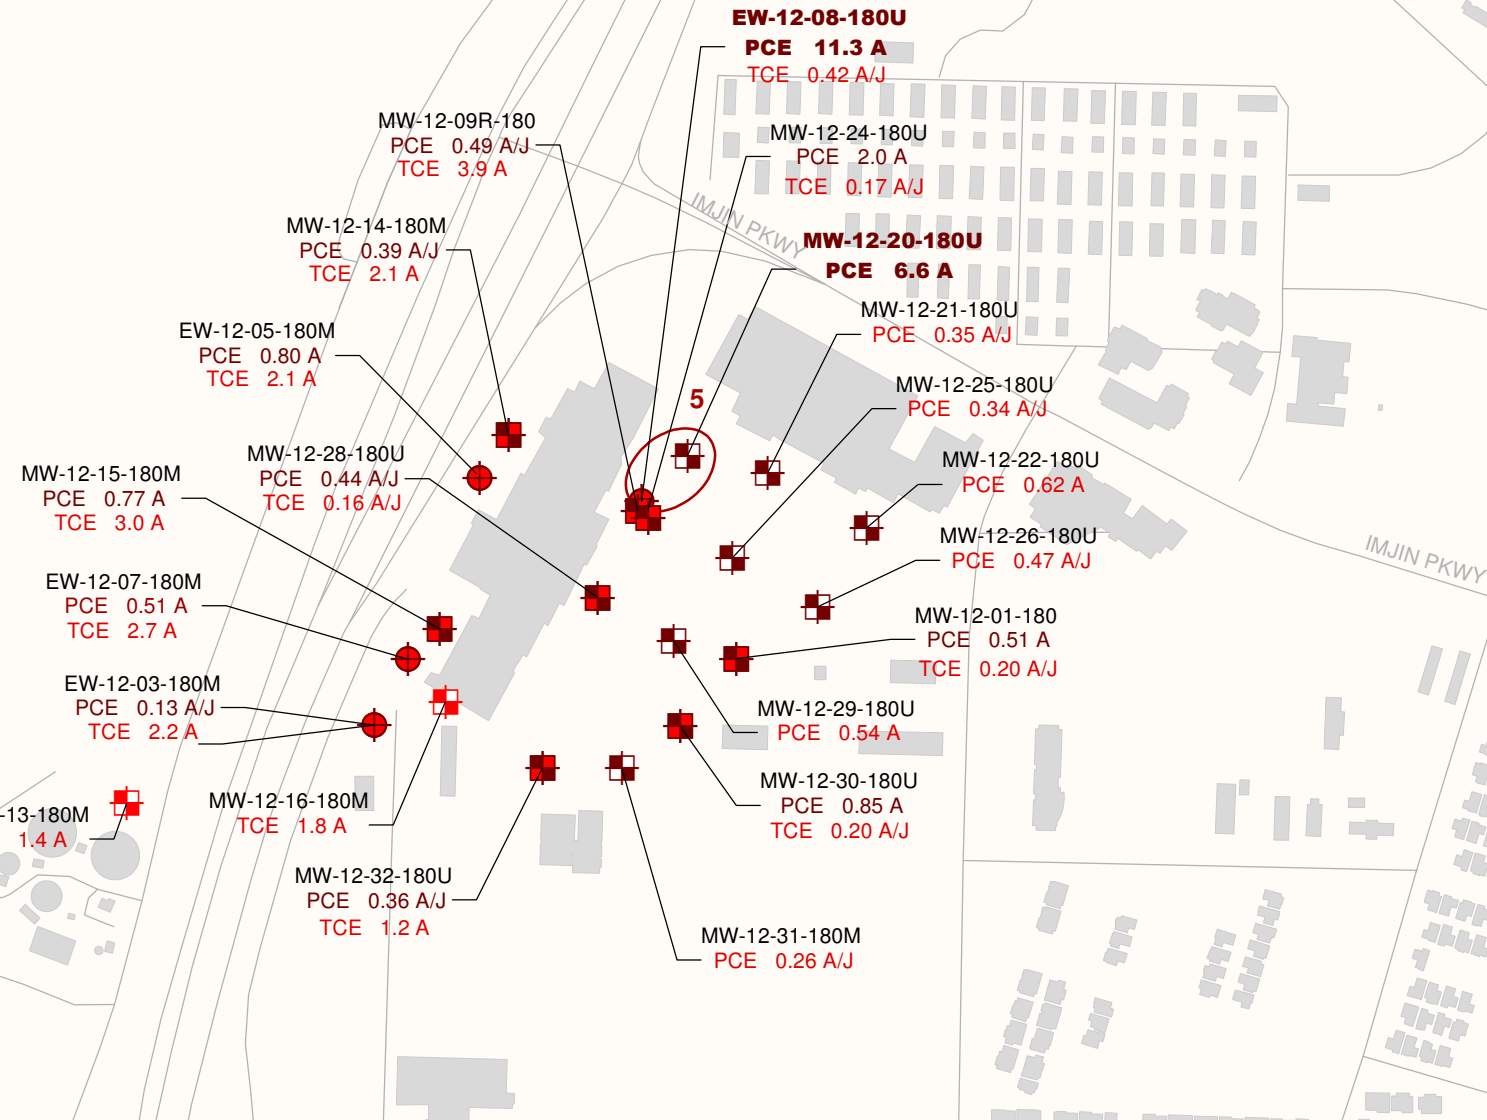 EW-12-08-180U
PCE 11.3 A
TCE 0.42 A/J
MW-12-09R-180
PCE 0.49 A/J
TCE 3.9 A
MW-12-24-180U
PCE 2.0 A
TCE 0.17 A/J
IMJIN PKWY
MW-12-14-180M
PCE 0.39 A/J
TCE 2.1 A
MW-12-20-180U
PCE 6.6 A
MW-12-21-180U
PCE 0.35 A/J
EW-12-05-180M
PCE 0.80 A
TCE 2.1 A
MW-12-25-180U
PCE 0.34 A/J
5
MW-12-28-180U
PCE 0.44 A/J
TCE 0.16 A/J
MW-12-22-180U
PCE 0.62 A
MW-12-15-180M
PCE 0.77 A
TCE 3.0 A
MW-12-26-180U
PCE 0.47 A/J
IMJIN PKWY
EW-12-07-180M
PCE 0.51 A
TCE 2.7 A
MW-12-01-180
PCE 0.51 A
TCE 0.20 A/J
EW-12-03-180M
PCE 0.13 A/J
TCE 2.2 A
MW-12-29-180U
PCE 0.54 A
MW-12-30-180U
PCE 0.85 A
TCE 0.20 A/J
MW-12-16-180M
TCE 1.8 A
-13-180M
1.4 A
MW-12-32-180U
PCE 0.36 A/J
TCE 1.2 A
MW-12-31-180M
PCE 0.26 A/J